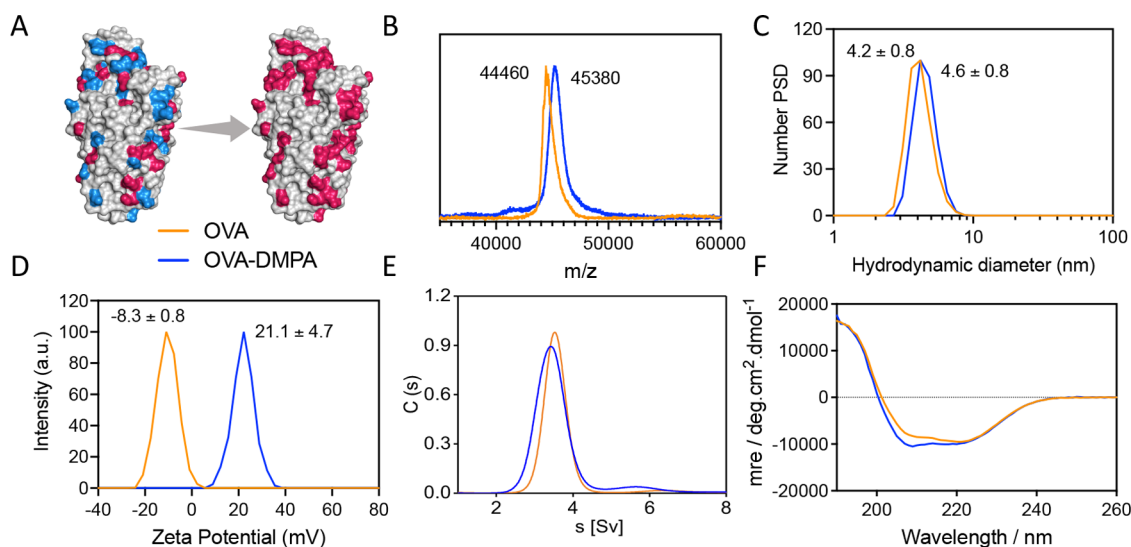 A
OVA
OVA-DMPA
B
44460
45380
40000 50000 60000
m/z
C
120
90
60
30
0
Number PSD
4.2 ± 0.8
4.6 ± 0.8
1 10 100
Hydrodynamic diameter (nm)
D
120
100
80
60
40
20
0
Intensity (a.u.)
-8.3 ± 0.8
21.1 ± 4.7
-40 -20 0 20 40 60 80
Zeta Potential (mV)
E
1.2
0.9
0.6
0.3
0.0
C (s)
2 4 6 8
s [Sv]
F
20000
10000
0
-10000
-20000
mre / deg.cm².dmol⁻¹
200 220 240 260
Wavelength / nm